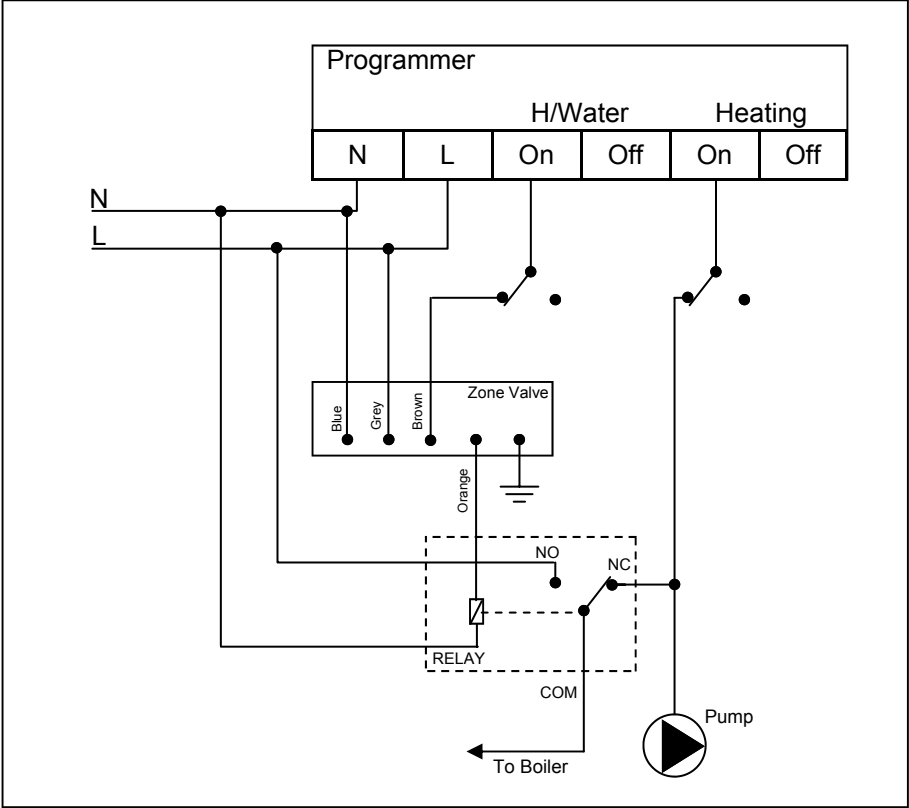 Programmer
H/Water Heating
N L On Off On Off
N
L
Zone Valve
Blue
Grey
Brown
Orange
NO
NC
RELAY
COM
Pump
To Boiler